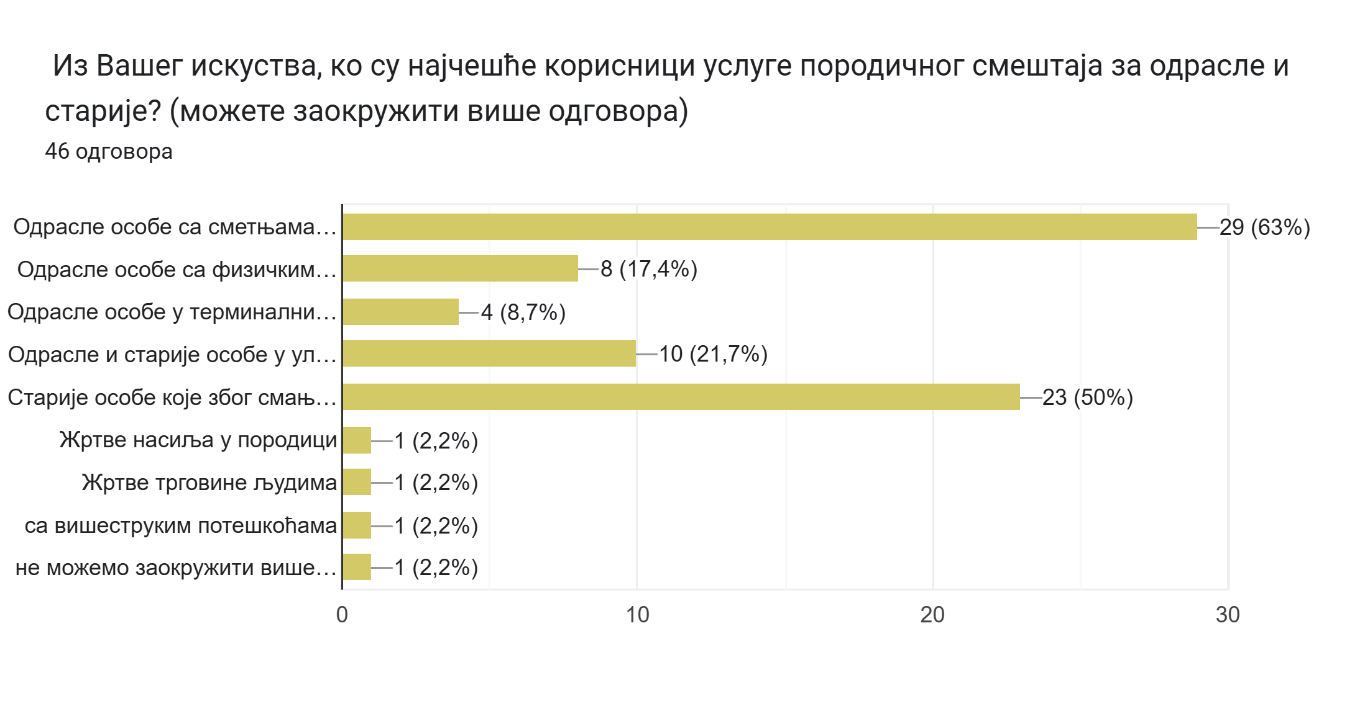 Из Вашег искуства, ко су најчешће корисници услуге породичног смештаја за одрасле и
старије? (можете заокружити више одговора)
46 одговора
Одрасле особе са сметњама… 29 (63%)
Одрасле особе са физичким… 8 (17,4%)
Одрасле особе у терминални… 4 (8,7%)
Одрасле и старије особе у ул… 10 (21,7%)
Старије особе које због смањ… 23 (50%)
Жртве насиља у породици 1 (2,2%)
Жртве трговине људима 1 (2,2%)
са вишеструким потешкоћама 1 (2,2%)
не можемо заокружити више… 1 (2,2%)
0 10 20 30